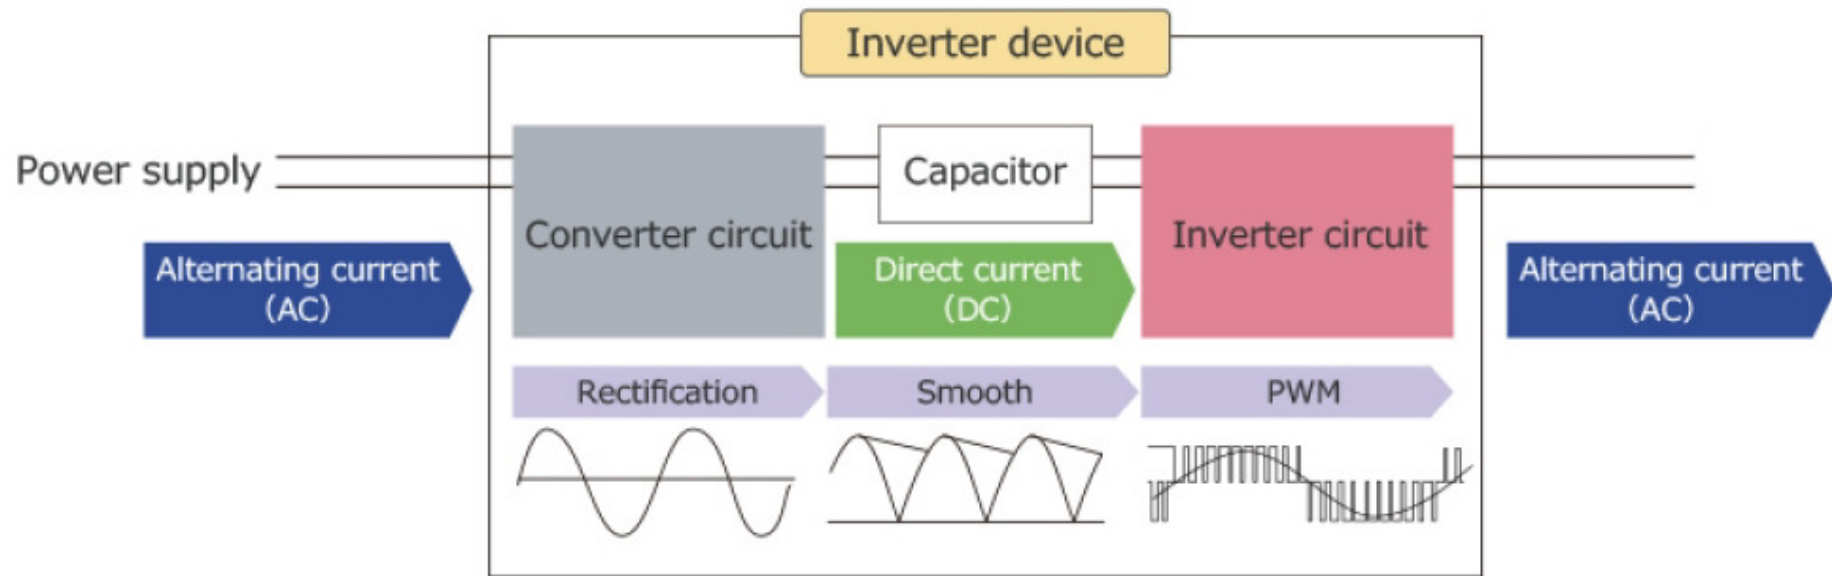 Inverter device
Power supply
Converter circuit
Capacitor
Inverter circuit
Alternating current
(AC)
Direct current
(DC)
Alternating current
(AC)
Rectification
Smooth
PWM